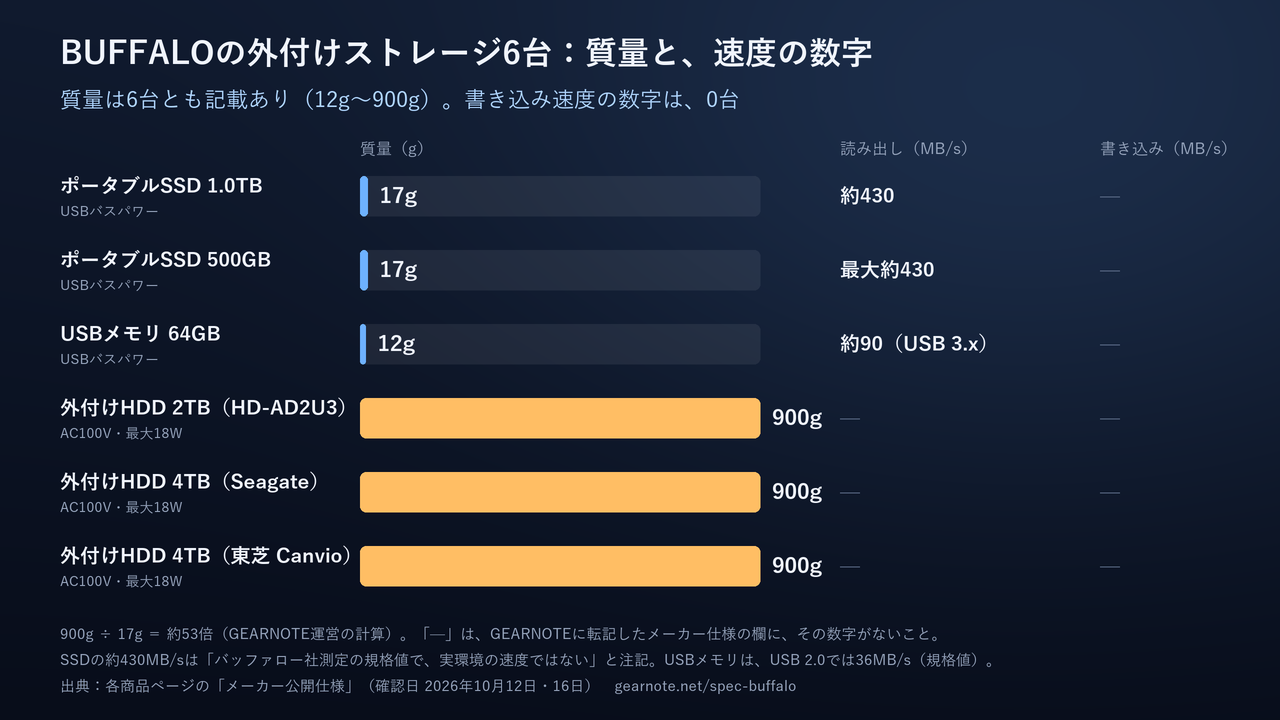 BUFFALOの外付けストレージ6台：質量と、速度の数字
質量は6台とも記載あり（12g〜900g）。書き込み速度の数字は、0台
質量（g） 読み出し（MB/s） 書き込み（MB/s）
ポータブルSSD 1.0TB
USBバスパワー
17g 約430 —
ポータブルSSD 500GB
USBバスパワー
17g 最大約430 —
USBメモリ 64GB
USBバスパワー
12g 約90（USB 3.x） —
外付けHDD 2TB（HD-AD2U3）
AC100V・最大18W
900g — —
外付けHDD 4TB（Seagate）
AC100V・最大18W
900g — —
外付けHDD 4TB（東芝 Canvio）
AC100V・最大18W
900g — —
900g ÷ 17g ＝ 約53倍（GEARNOTE運営の計算）。「—」は、GEARNOTEに転記したメーカー仕様の欄に、その数字がないこと。
SSDの約430MB/sは「バッファロー社測定の規格値で、実環境の速度ではない」と注記。USBメモリは、USB 2.0では36MB/s（規格値）。
出典：各商品ページの「メーカー公開仕様」（確認日 2026年10月12日・16日） gearnote.net/spec-buffalo